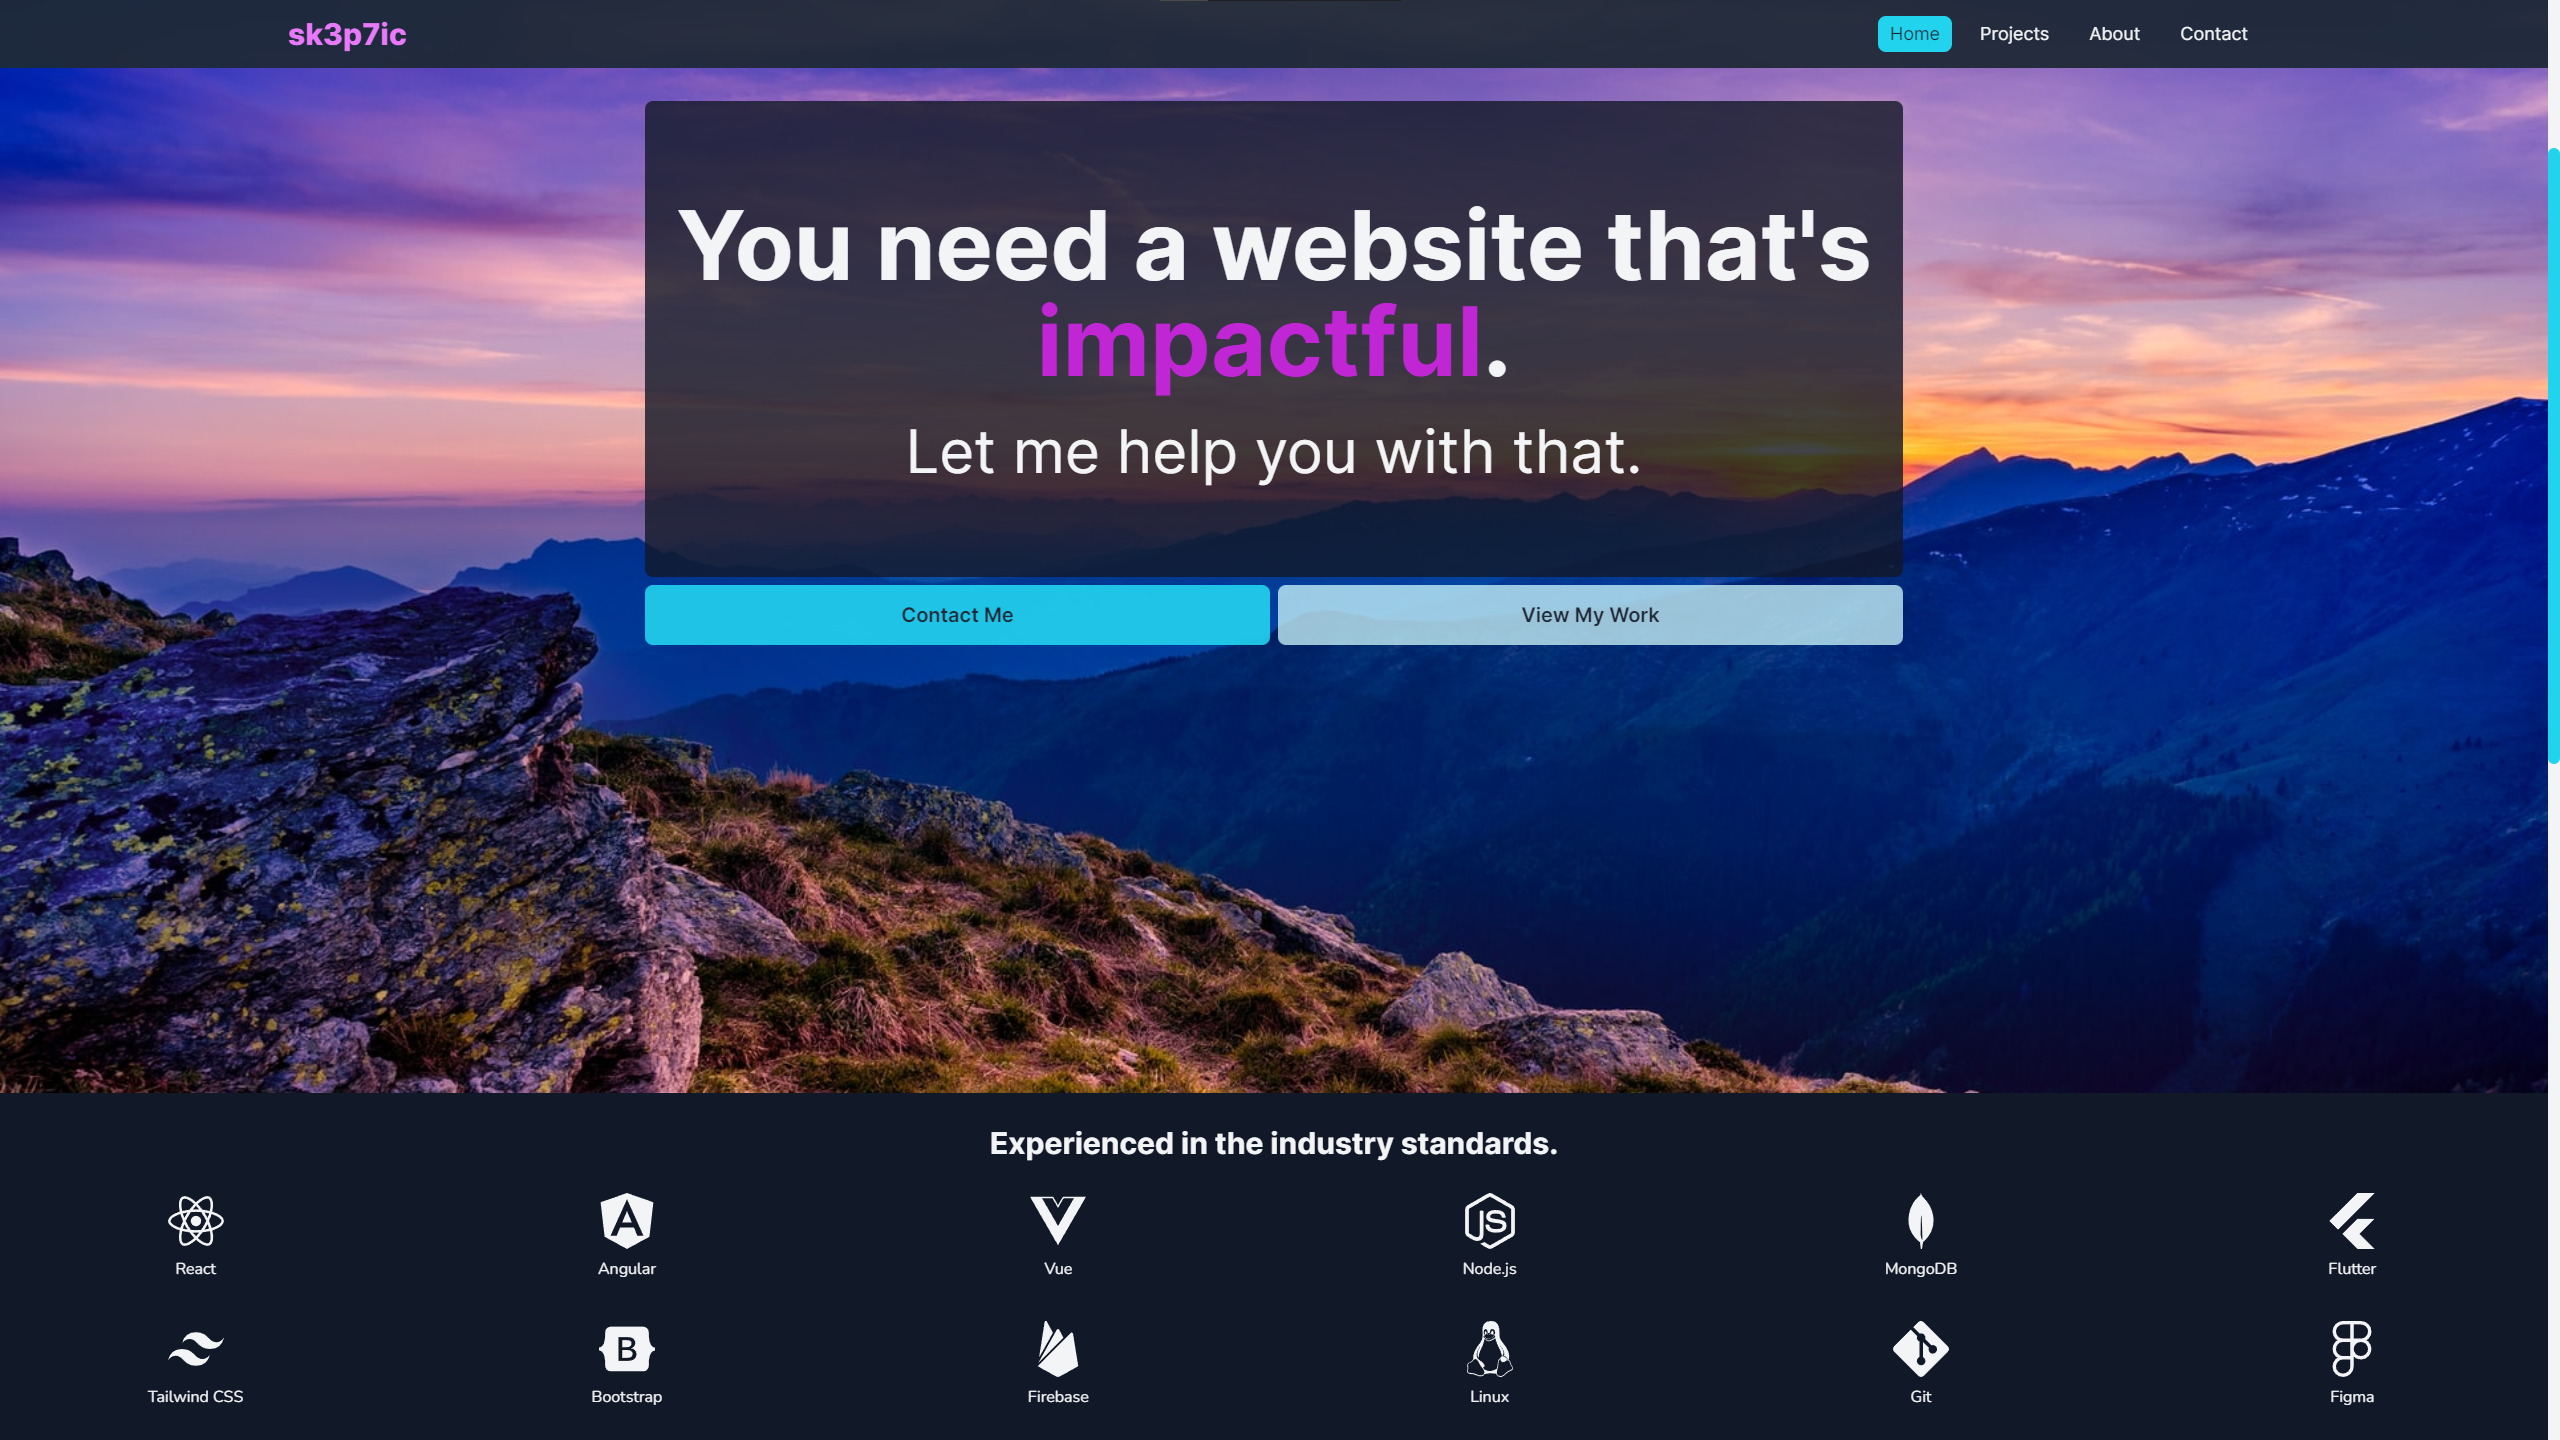 sk3p7ic
Home Projects About Contact
You need a website that's
impactful.
Let me help you with that.
Contact Me View My Work
Experienced in the industry standards.
React Angular Vue Node.js MongoDB Flutter
Tailwind CSS Bootstrap Firebase Linux Git Figma